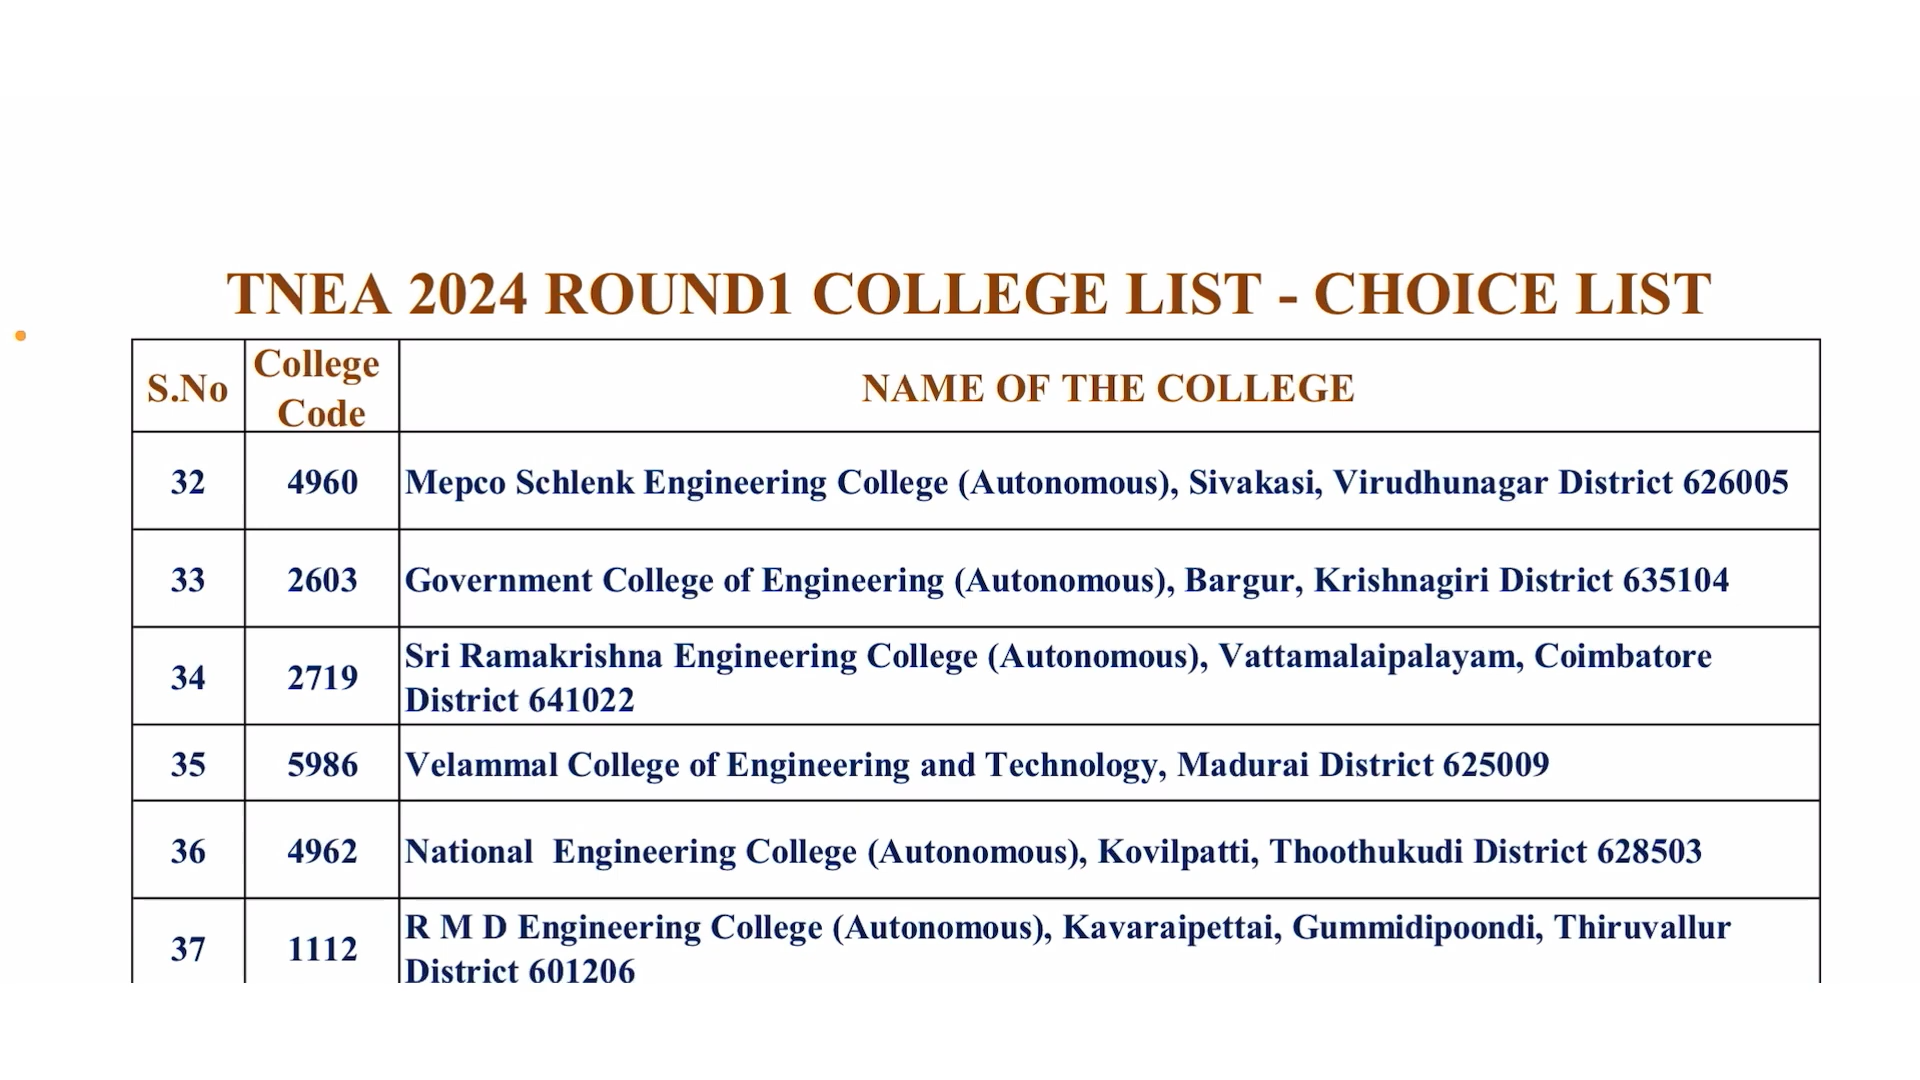 TNEA 2024 ROUND1 COLLEGE LIST - CHOICE LIST
S.No College Code NAME OF THE COLLEGE
32 4960 Mepco Schlenk Engineering College (Autonomous), Sivakasi, Virudhunagar District 626005
33 2603 Government College of Engineering (Autonomous), Bargur, Krishnagiri District 635104
34 2719 Sri Ramakrishna Engineering College (Autonomous), Vattamalaipalayam, Coimbatore
District 641022
35 5986 Velammal College of Engineering and Technology, Madurai District 625009
36 4962 National  Engineering College (Autonomous), Kovilpatti, Thoothukudi District 628503
37 1112 R M D Engineering College (Autonomous), Kavaraipettai, Gummidipoondi, Thiruvallur
District 601206